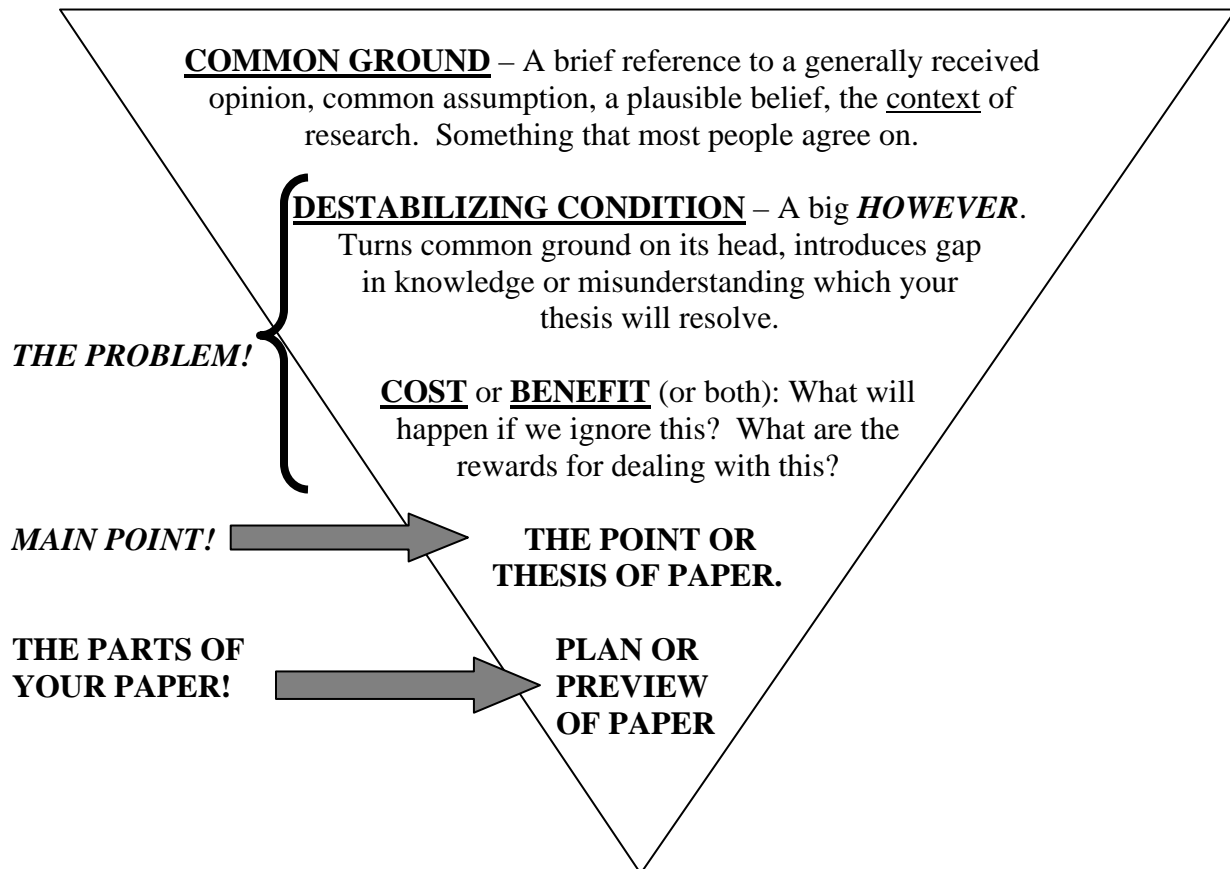 COMMON GROUND – A brief reference to a generally received
opinion, common assumption, a plausible belief, the context of
research. Something that most people agree on.
DESTABILIZING CONDITION – A big HOWEVER.
Turns common ground on its head, introduces gap
in knowledge or misunderstanding which your
thesis will resolve.
THE PROBLEM!
COST or BENEFIT (or both): What will
happen if we ignore this? What are the
rewards for dealing with this?
MAIN POINT!
THE POINT OR
THESIS OF PAPER.
THE PARTS OF
YOUR PAPER!
PLAN OR
PREVIEW
OF PAPER